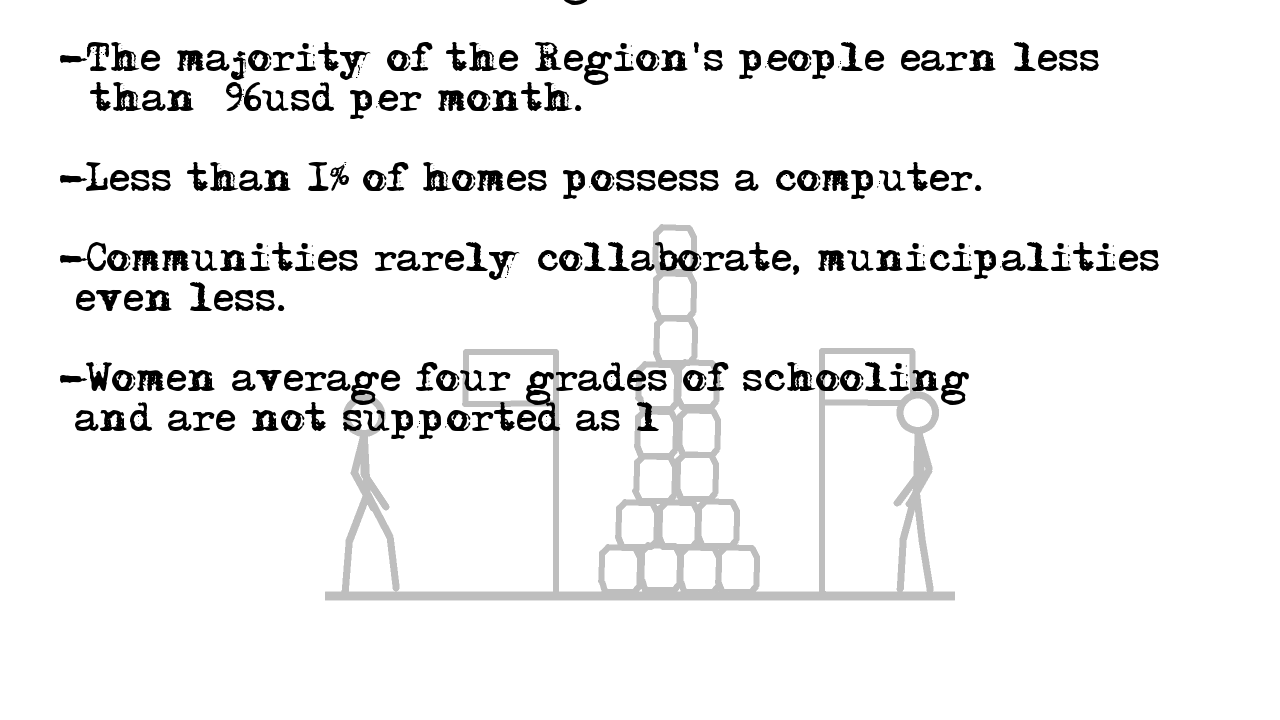 -The majority of the Region's people earn less
than 96usd per month.
-Less than 1% of homes possess a computer.
-Communities rarely collaborate, municipalities
even less.
-Women average four grades of schooling
and are not supported as l